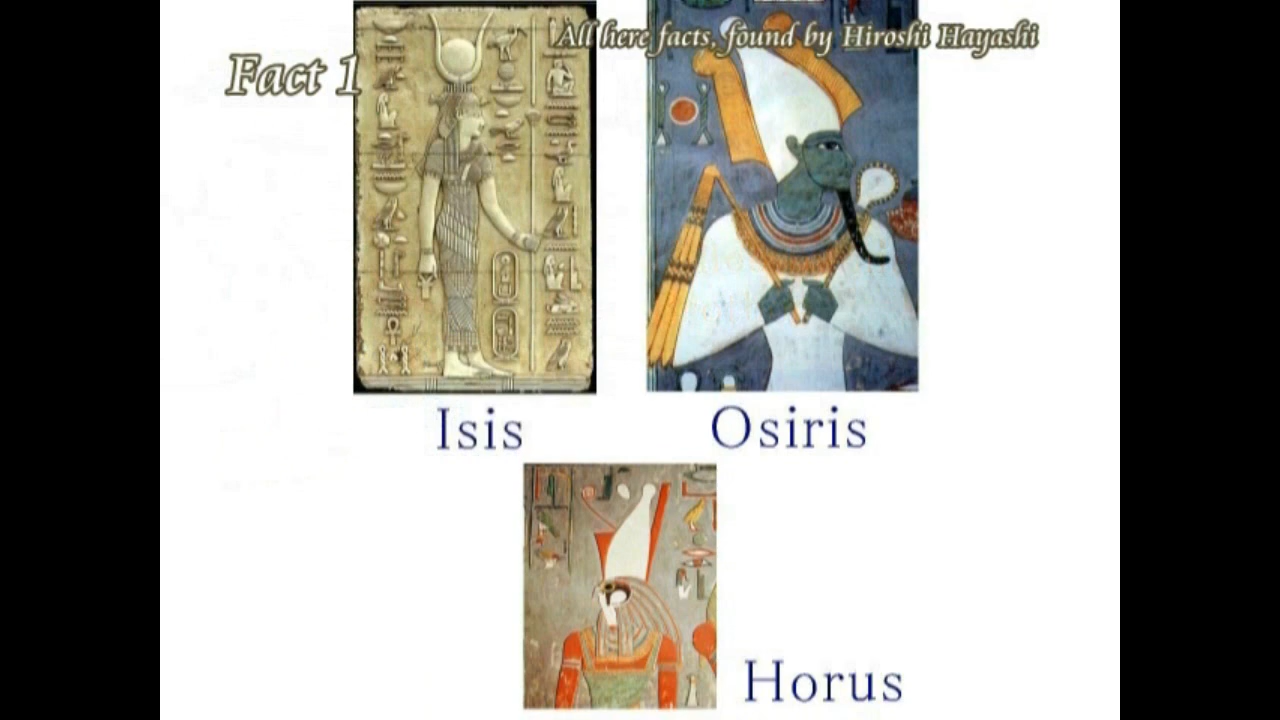 All here facts, found by Hiroshi Hayashi
Fact 1
Isis
Osiris
Horus